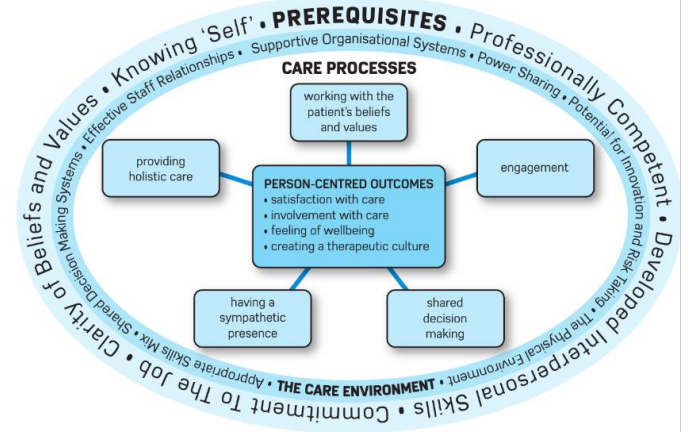 PREREQUISITES • Professionally Competent • Developed Interpersonal Skills • Commitment To The Job • Clarity of Beliefs and Values • Knowing ‘Self’ •
Supportive Organisational Systems • Power Sharing • Potential for Innovation and Risk Taking • The Physical Environment • THE CARE ENVIRONMENT • Appropriate Skills Mix • Shared Decision Making Systems • Effective Staff Relationships •
CARE PROCESSES
working with the
patient’s beliefs
and values
providing
holistic care
engagement
PERSON-CENTRED OUTCOMES
• satisfaction with care
• involvement with care
• feeling of wellbeing
• creating a therapeutic culture
having a
sympathetic
presence
shared
decision
making